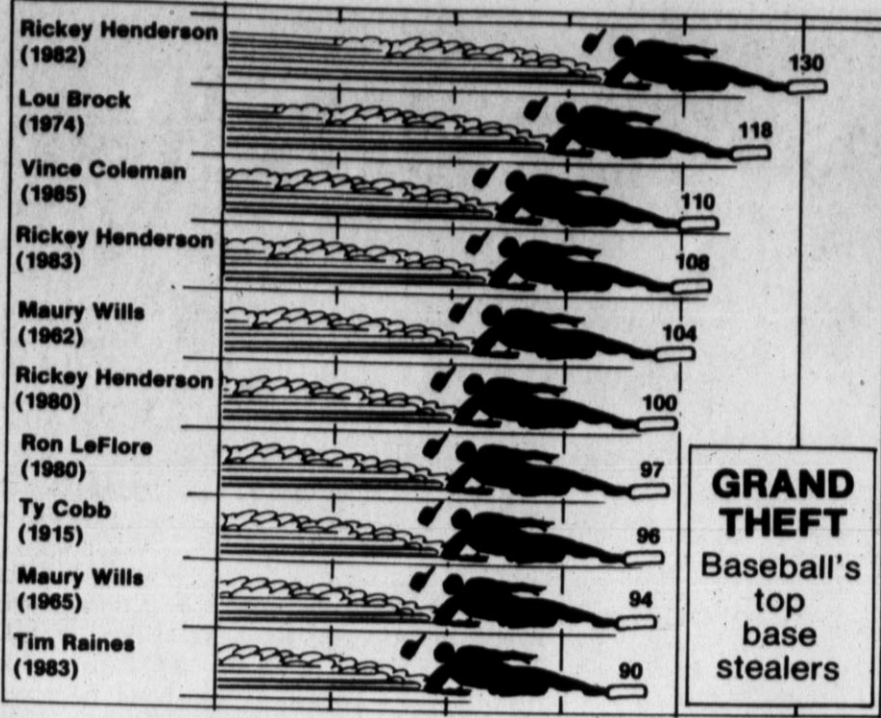 Rickey Henderson
(1982)
130
Lou Brock
(1974)
118
Vince Coleman
(1985)
110
Rickey Henderson
(1983)
108
Maury Wills
(1962)
104
Rickey Henderson
(1980)
100
Ron LeFlore
(1980)
97
Ty Cobb
(1915)
96
Maury Wills
(1965)
94
Tim Raines
(1983)
90
GRAND
THEFT
Baseball's
top
base
stealers